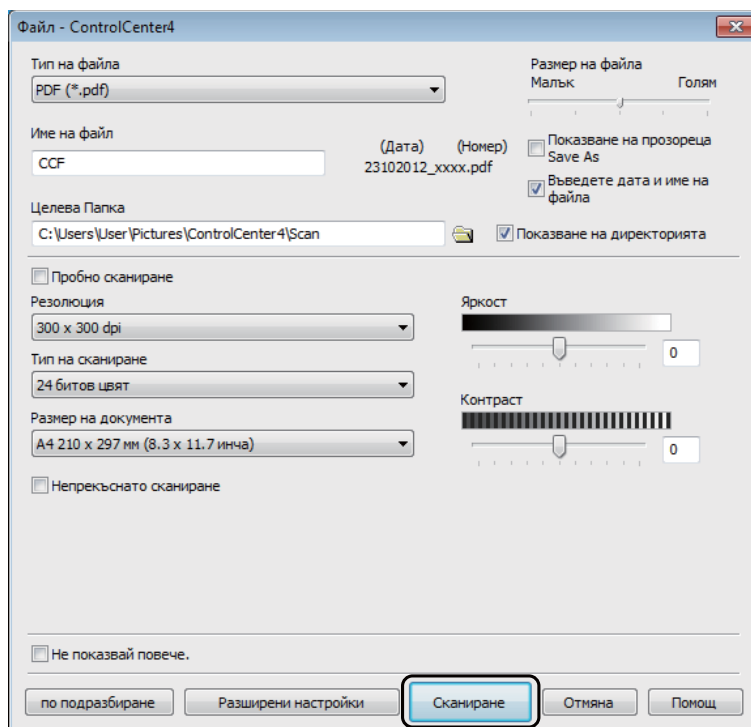 Файл - ControlCenter4
Тип на файла
PDF (*.pdf)
Размер на файла
Малък Голям
Име на файл
CCF
(Дата) (Номер)
23102012_xxxx.pdf
Показване на прозореца
Save As
Въведете дата и име на
файла
Целева Папка
C:\Users\User\Pictures\ControlCenter4\Scan
Показване на директорията
Пробно сканиране
Резолюция
300 x 300 dpi
Тип на сканиране
24 битов цвят
Размер на документа
A4 210 x 297 мм (8.3 x 11.7 инча)
Непрекъснато сканиране
Яркост
0
Контраст
0
Не показвай повече.
по подразбиране Разширени настройки Сканиране Отмяна Помощ